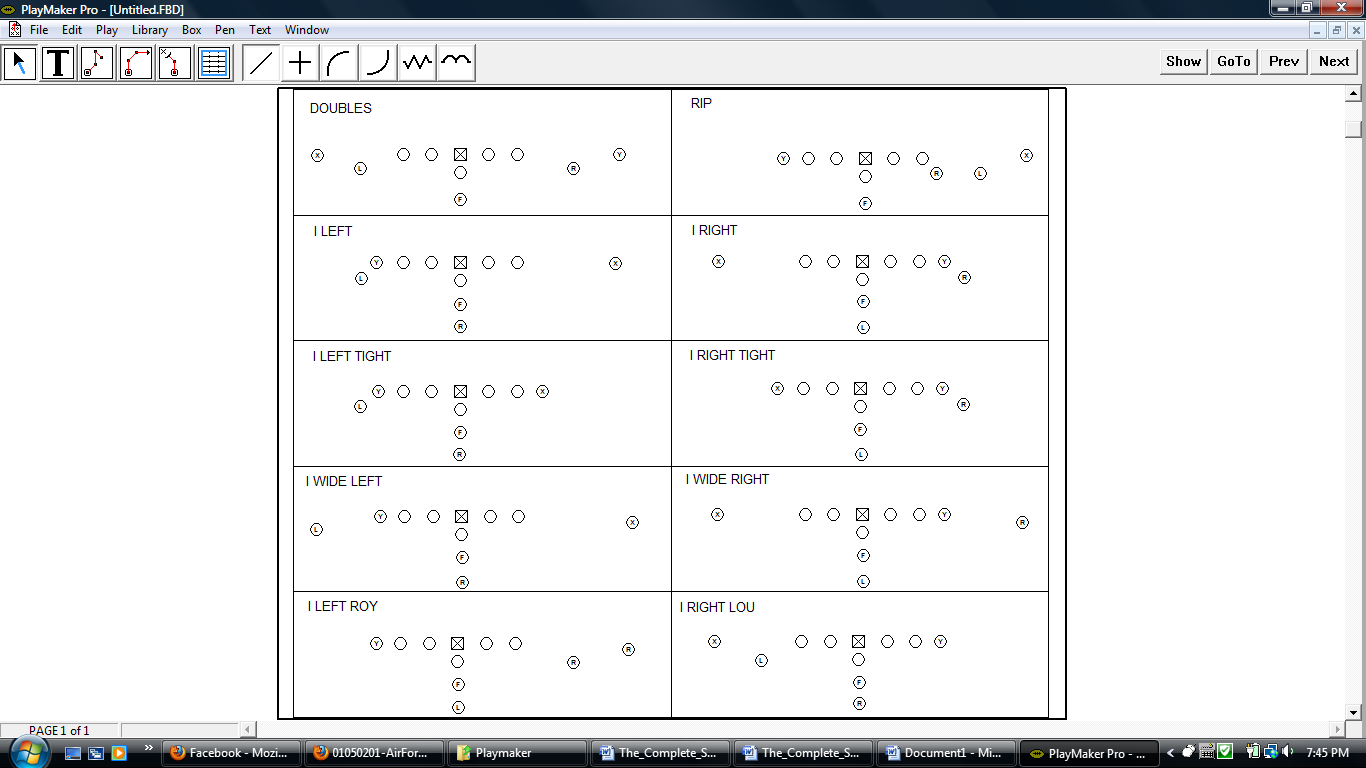 PlayMaker Pro - [Untitled.FBD]
File Edit Play Library Box Pen Text Window
T
Show GoTo Prev Next
DOUBLES
X L R Y
F
RIP
Y R L X
F
I LEFT
Y L X
F
R
I RIGHT
X Y R
F
L
I LEFT TIGHT
Y L X
F
R
I RIGHT TIGHT
X Y R
F
L
I WIDE LEFT
L Y X
F
R
I WIDE RIGHT
X Y R
F
L
I LEFT ROY
Y R R
F
L
I RIGHT LOU
X L Y
F
R
PAGE 1 of 1
Facebook - Mozi... 01050201-AirFor... Playmaker The_Complete_S... The_Complete_S... Document1 - Mi... PlayMaker Pro - ... 7:45 PM